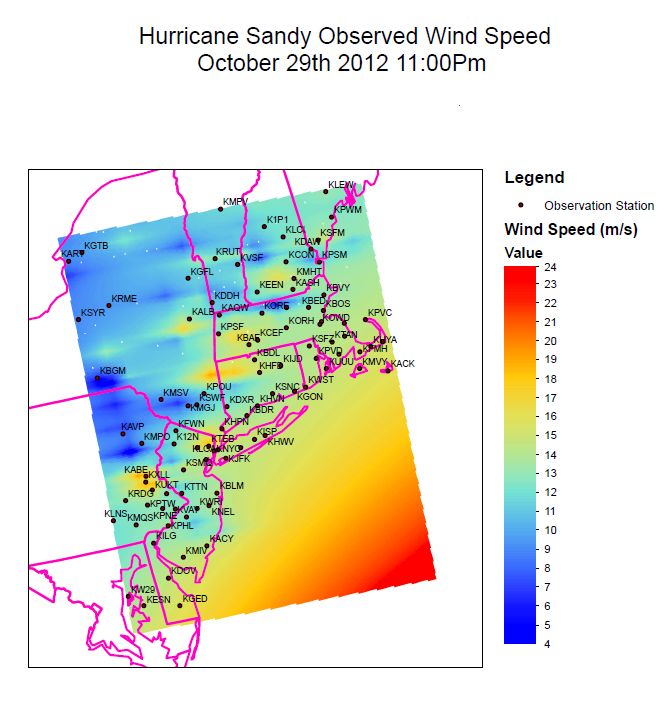 Hurricane Sandy Observed Wind Speed
October 29th 2012 11:00Pm
Legend
Observation Station
Wind Speed (m/s)
Value
24
23
22
21
20
19
18
17
16
15
14
13
12
11
10
9
8
7
6
5
4
KLEW
KMPV
KPWM
K1P1
KLCI
KSFM
KDAW
KGTB
KART
KRUT
KVSF
KCON
KPSM
KGFL
KMHT
KEEN
KASH
KBVY
KRME
KDDH
KBED
KBOS
KSYR
KALB
KAQW
KORE
KPVC
KORH
KOWD
KPSF
KCEF
KTAN
KBAF
KSFZ
KHYA
KPVD
KFMH
KBDL
KIJD
KUUU
KMVY
KACK
KBGM
KHFD
KWST
KPOU
KSNC
KGON
KMSV
KSWF
KDXR
KHVN
KMGJ
KBDR
KAVP
KFWN
KHPN
KMPO
K12N
KTEB
KISP
KHWV
KNYC
KJFK
KSMQ
KABE
KXLL
KUKT
KTTN
KBLM
KRDG
KPTW
KWRI
KVAY
KNEL
KLNS
KMQS
KPNE
KPHL
KILG
KACY
KMIV
KDOV
KW29
KESN
KGED